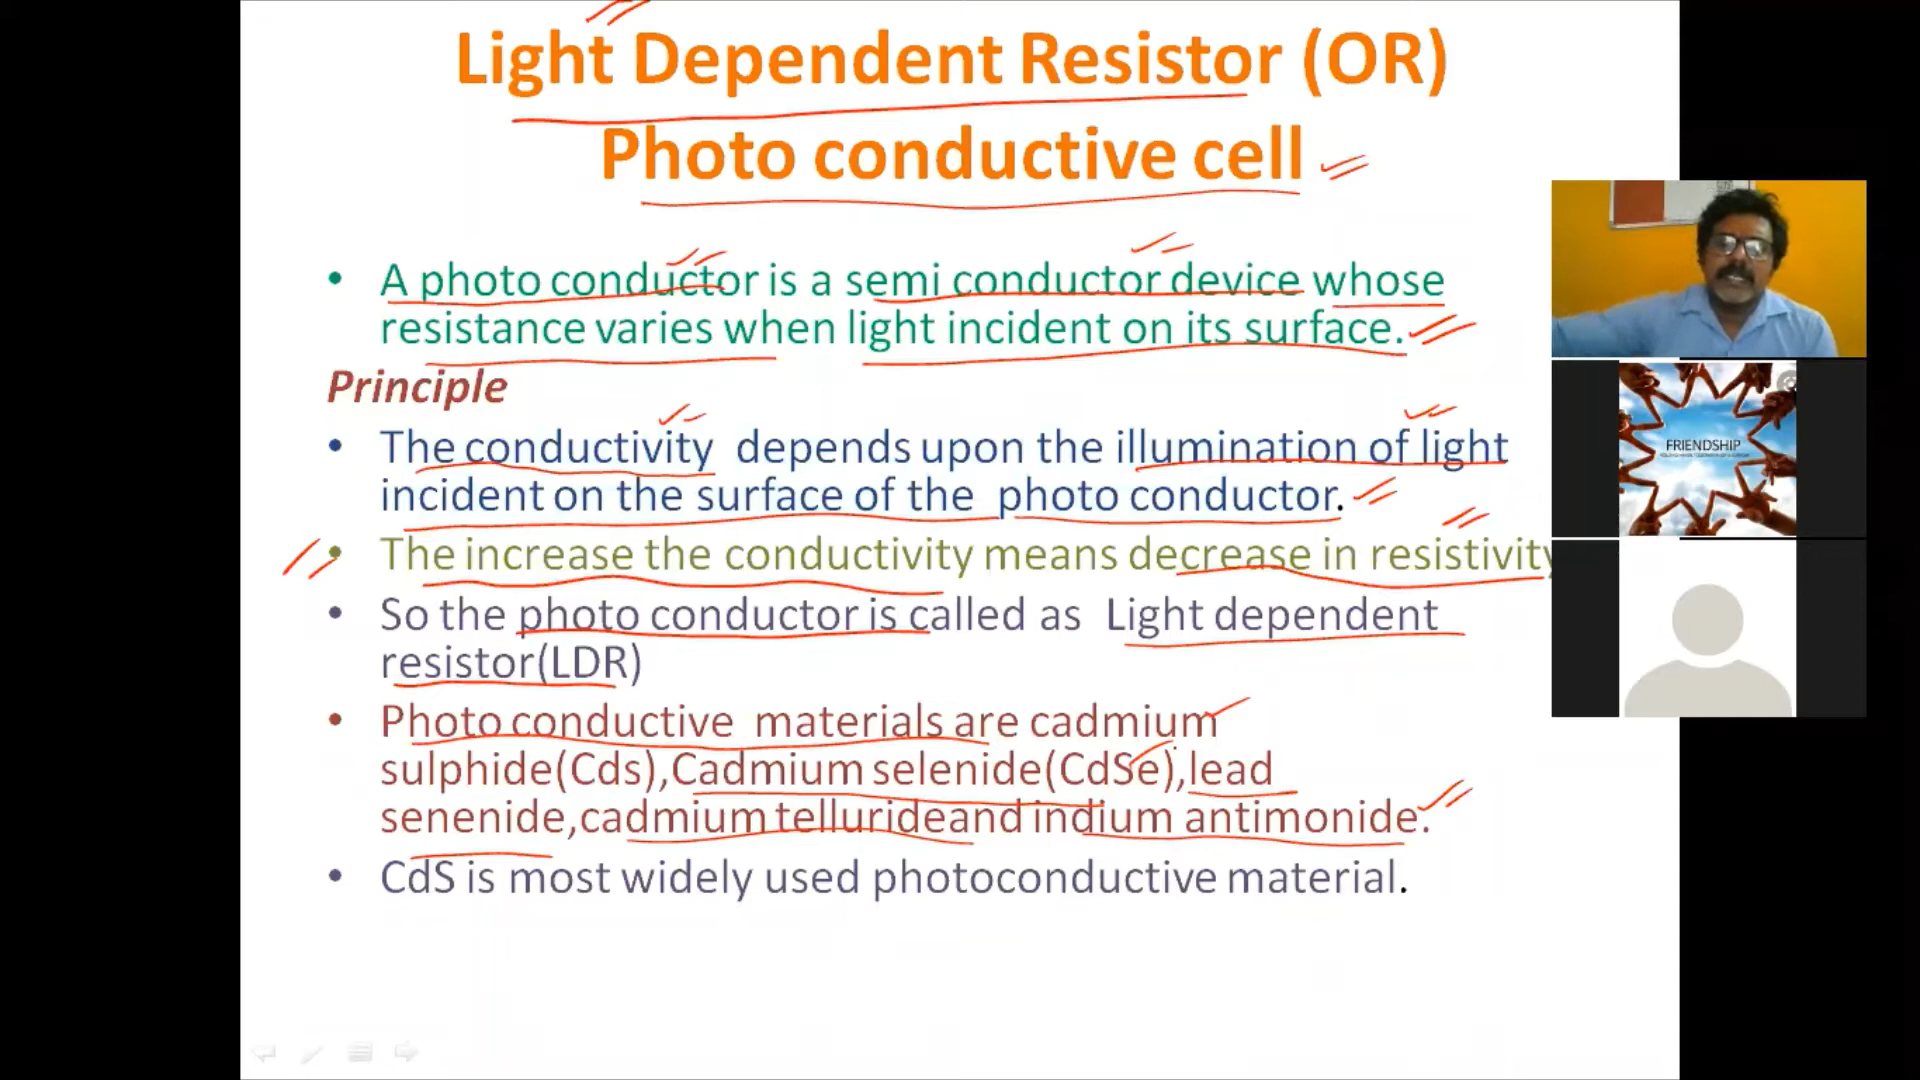 Light Dependent Resistor (OR)
Photo conductive cell
• A photo conductor is a semi conductor device whose
resistance varies when light incident on its surface.
Principle
• The conductivity depends upon the illumination of light
incident on the surface of the photo conductor.
• The increase the conductivity means decrease in resistivity
• So the photo conductor is called as Light dependent
resistor(LDR)
• Photo conductive materials are cadmium
sulphide(Cds),Cadmium selenide(CdSe),lead
senenide,cadmium tellurideand indium antimonide.
• CdS is most widely used photoconductive material.
FRIENDSHIP